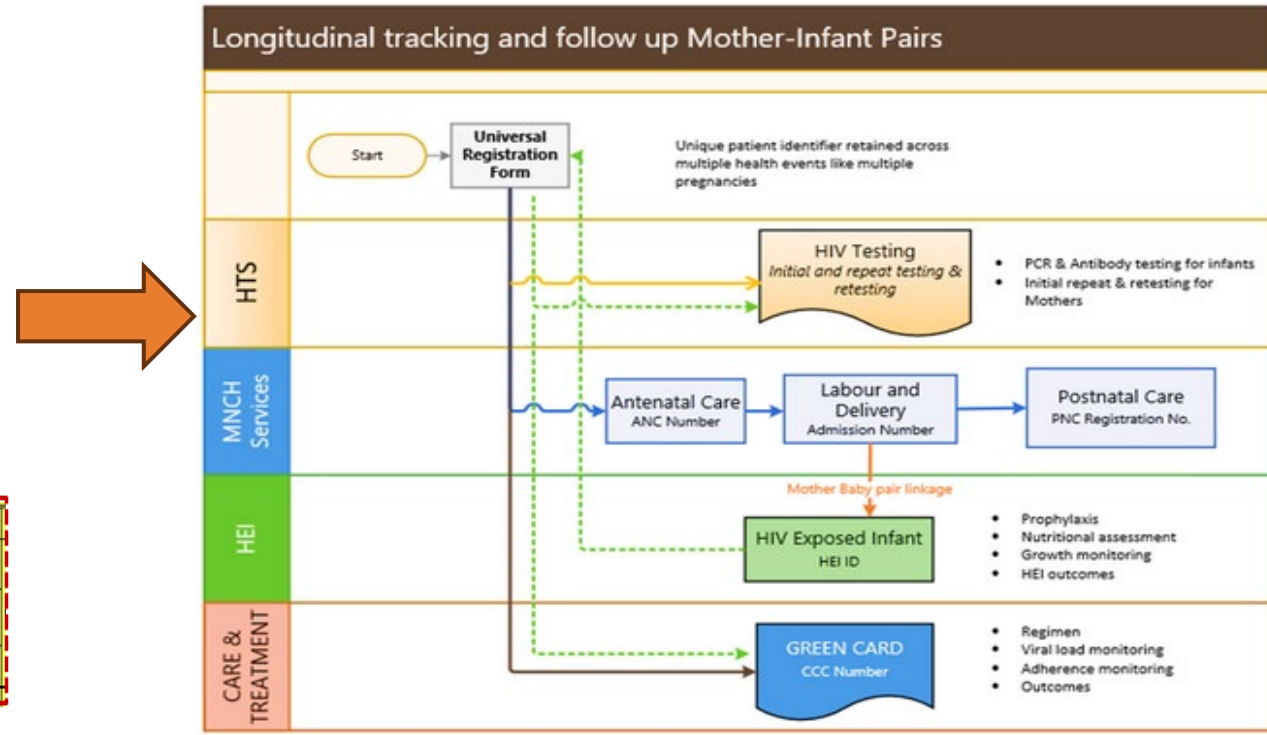 Longitudinal tracking and follow up Mother-Infant Pairs
Start
Universal
Registration
Form
Unique patient identifier retained across
multiple health events like multiple
pregnancies
HTS
HIV Testing
Initial and repeat testing &
retesting
• PCR & Antibody testing for infants
• Initial repeat & retesting for
Mothers
MNCH
Services
Antenatal Care
ANC Number
Labour and
Delivery
Admission Number
Postnatal Care
PNC Registration No.
Mother Baby pair linkage
HEI
HIV Exposed Infant
HEI ID
• Prophylaxis
• Nutritional assessment
• Growth monitoring
• HEI outcomes
CARE &
TREATMENT
GREEN CARD
CCC Number
• Regimen
• Viral load monitoring
• Adherence monitoring
• Outcomes